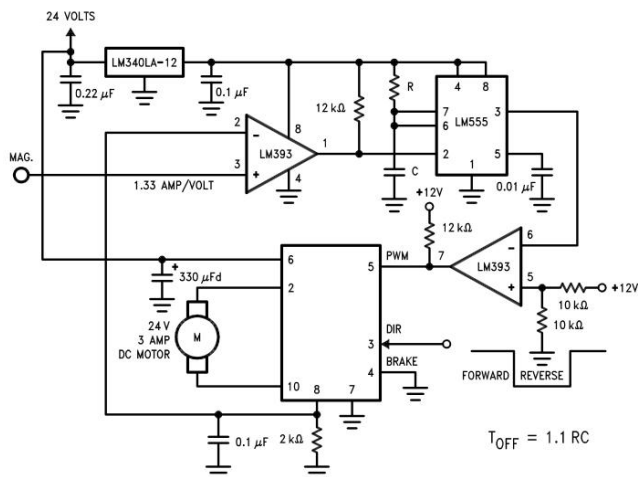 24 VOLTS
LM340LA-12
0.22 μF
0.1 μF
12 kΩ
R
4
8
7
6
LM555
3
2
5
1
2
−
8
1
LM393
3
+
4
MAG.
1.33 AMP/VOLT
C
0.01 μF
+12V
12 kΩ
6
−
LM393
7
5
+
+12V
10 kΩ
10 kΩ
+
330 μFd
6
5
PWM
2
24 V
3 AMP
DC MOTOR
M
DIR
3
BRAKE
4
10
8
7
FORWARD
REVERSE
0.1 μF
2 kΩ
TOFF = 1.1 RC